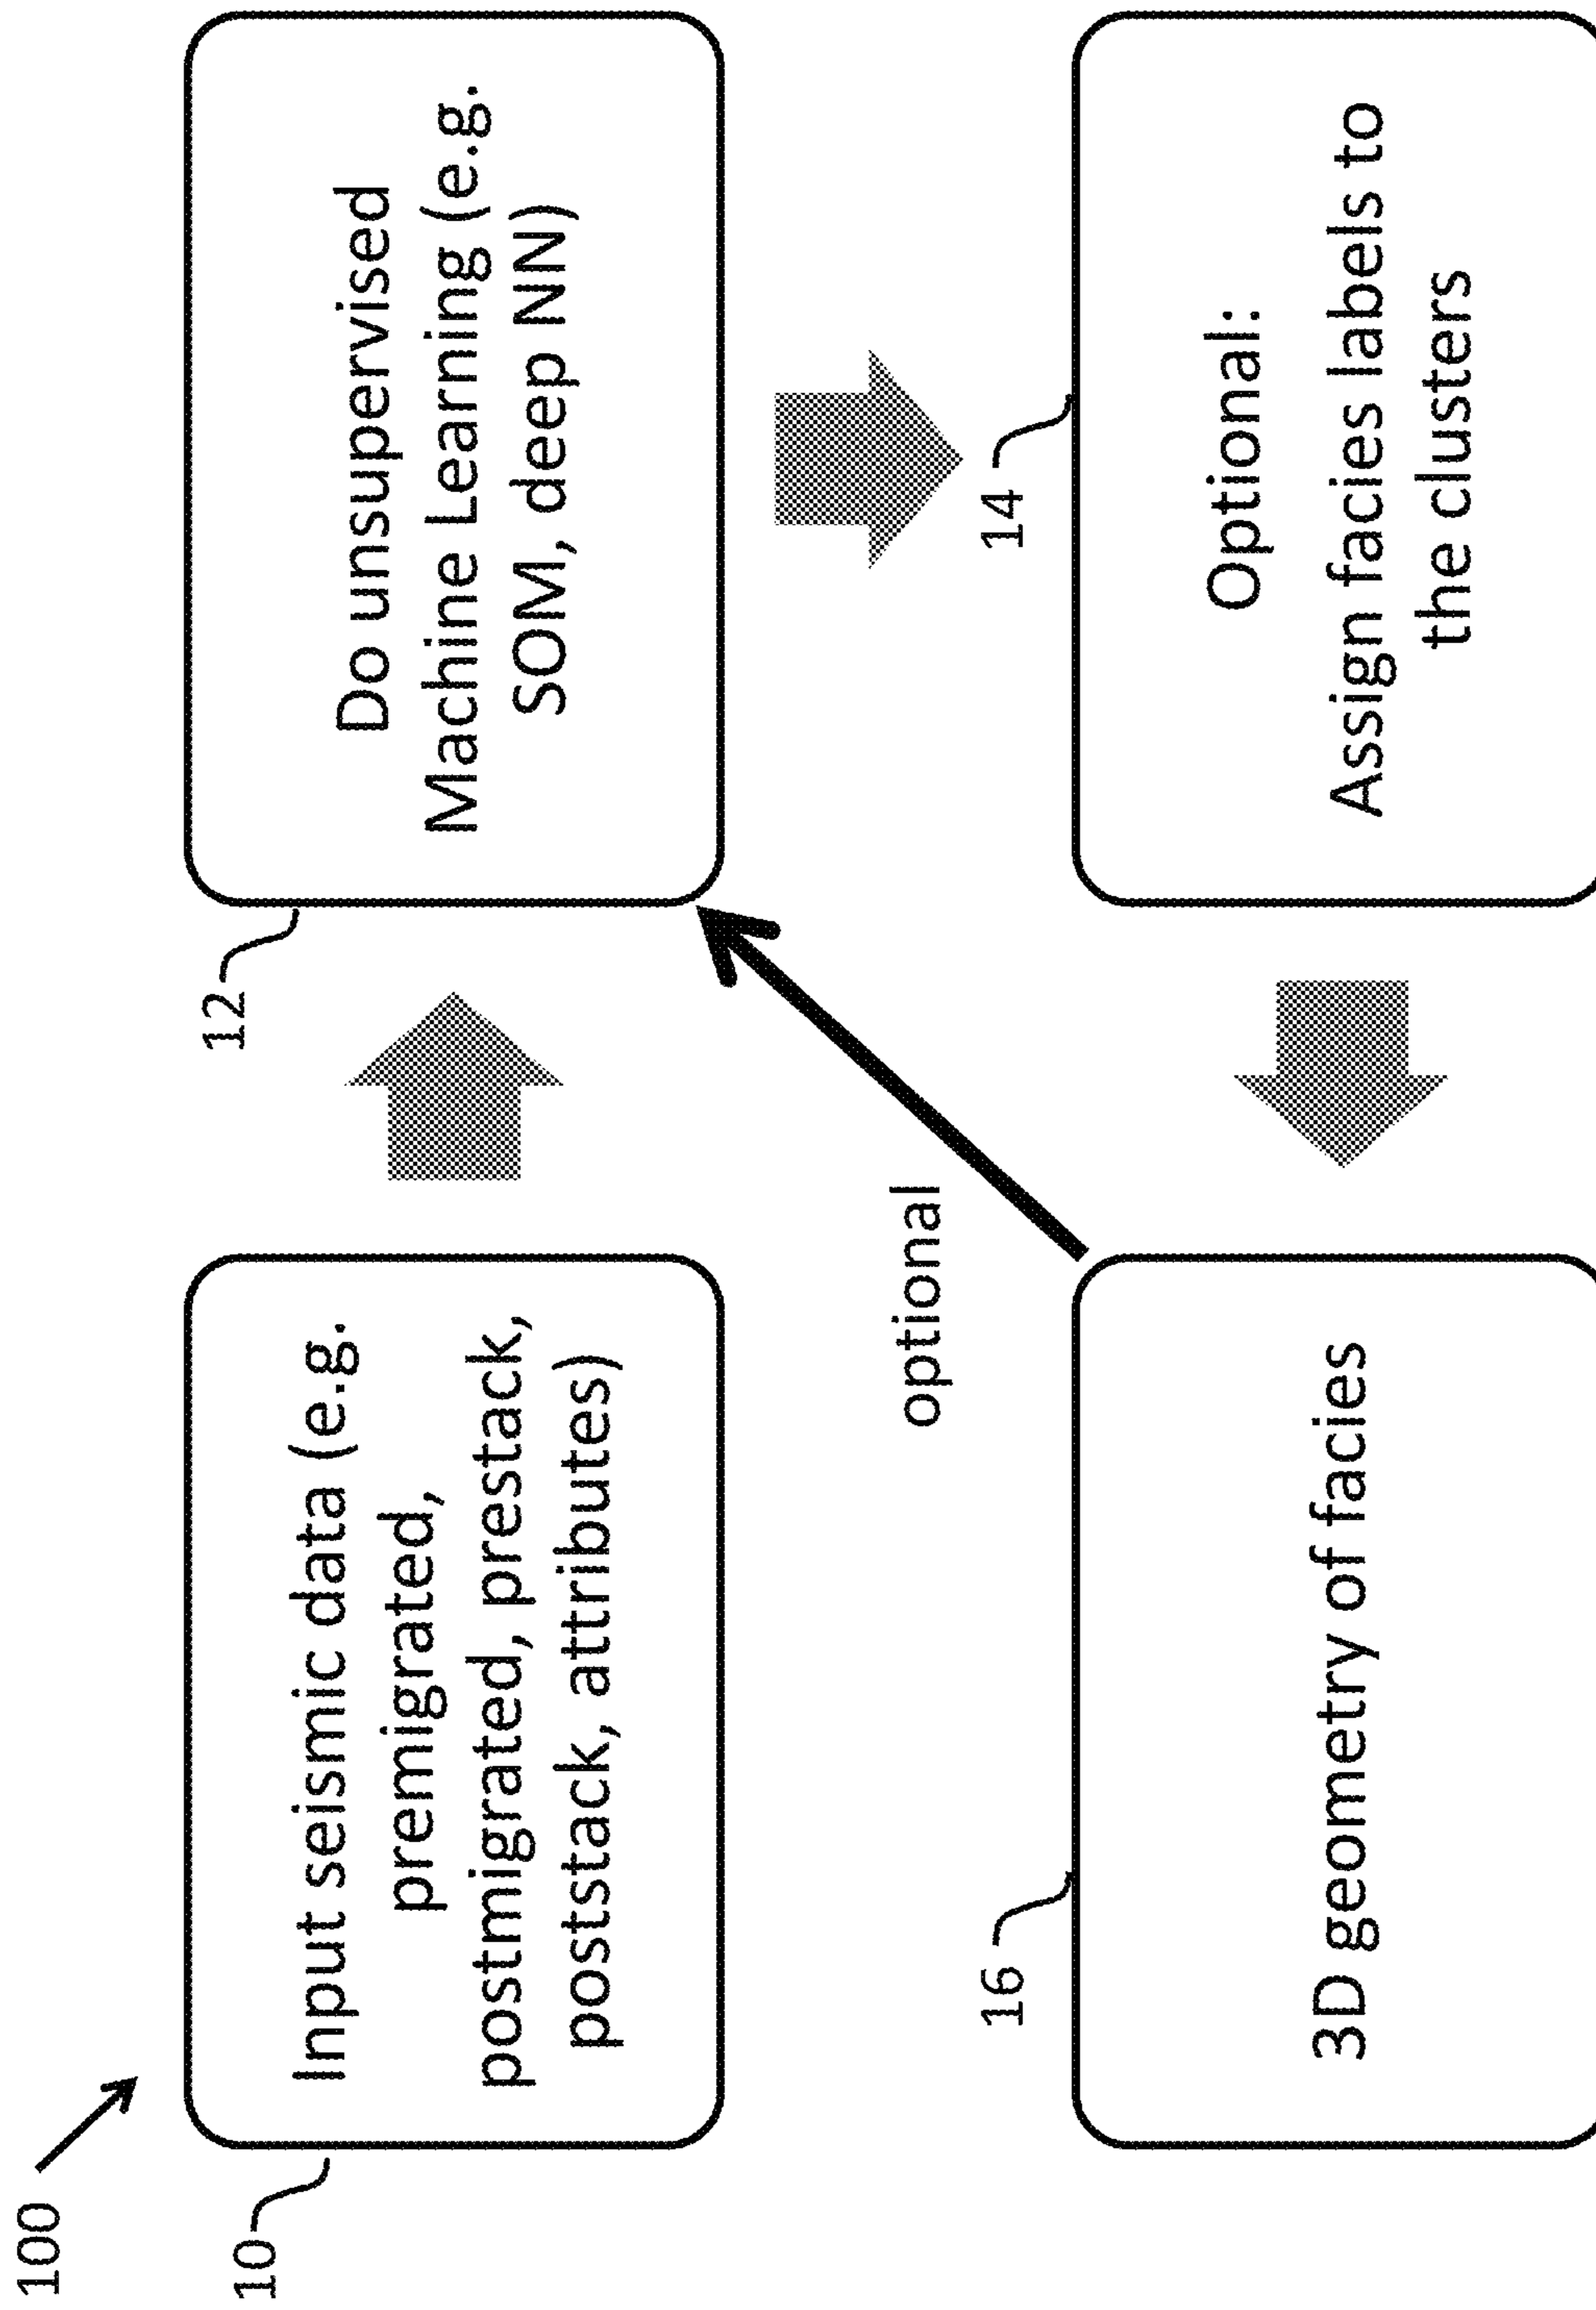 100
10
Input seismic data (e.g.
premigrated,
postmigrated, prestack,
poststack, attributes)
12
Do unsupervised
Machine Learning (e.g.
SOM, deep NN)
optional
16
3D geometry of facies
14
Optional:
Assign facies labels to
the clusters